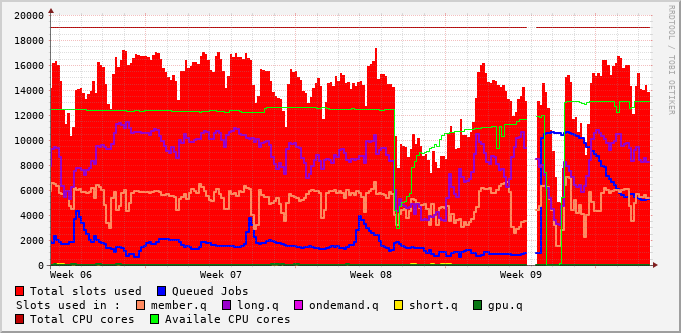 20000
18000
16000
14000
12000
10000
8000
6000
4000
2000
0
Week 06 Week 07 Week 08 Week 09
RRDTOOL / TOBI OETIKER
Total slots used Queued Jobs
Slots used in : member.q long.q ondemand.q short.q gpu.q
Total CPU cores Availale CPU cores